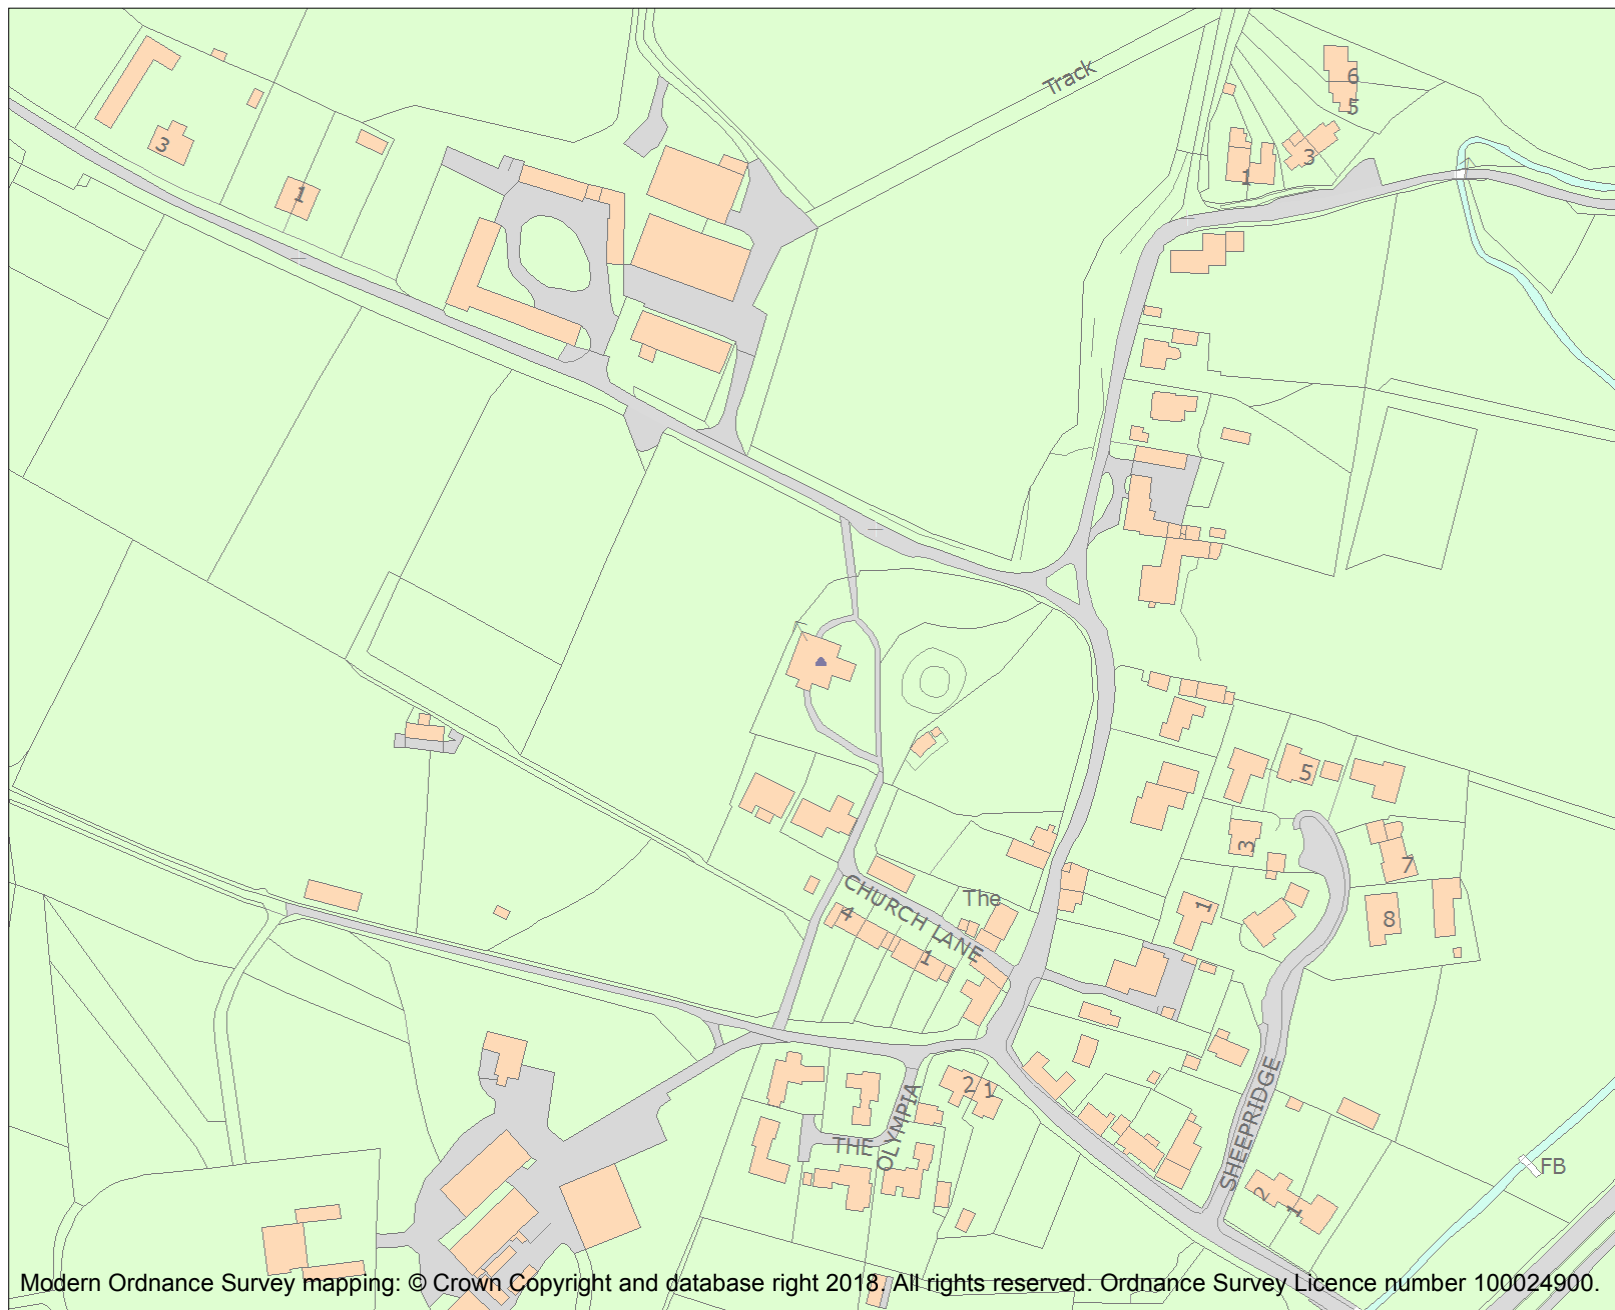 Track
6
5
3
1
3
1
5
3
7
8
1
The
CHURCH LANE
4
1
2
1
THE
OLYMPIA
SHEEPRIDGE
2
1
FB
Modern Ordnance Survey mapping: © Crown Copyright and database right 2018. All rights reserved. Ordnance Survey Licence number 100024900.